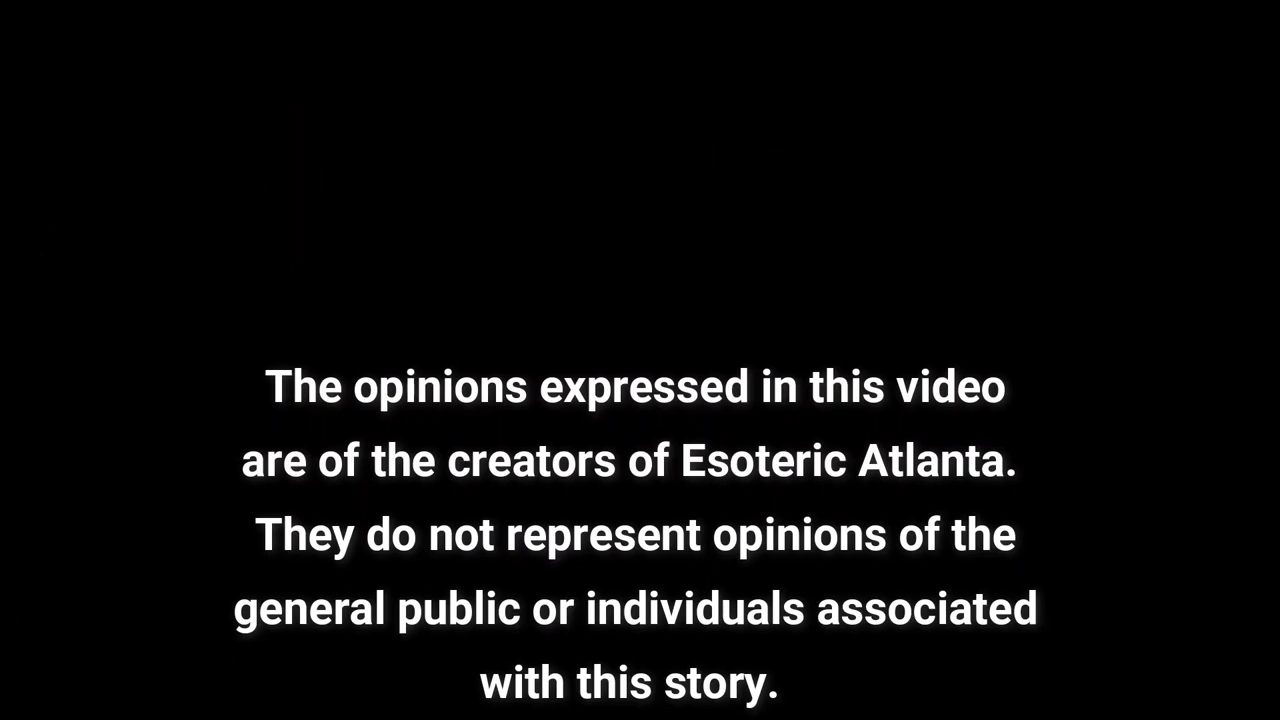 The opinions expressed in this video
are of the creators of Esoteric Atlanta.
They do not represent opinions of the
general public or individuals associated
with this story.